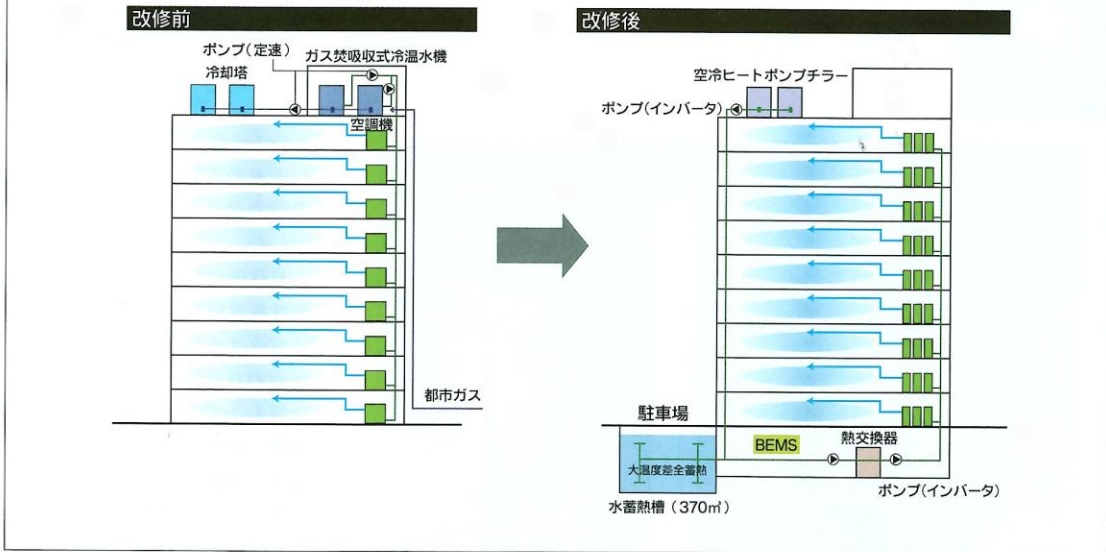 改修前
ポンプ(定速)
ガス焚吸収式冷温水機
冷却塔
空調機
都市ガス
改修後
空冷ヒートポンプチラー
ポンプ(インバータ)
駐車場
BEMS
熱交換器
大温度差全蓄熱
ポンプ(インバータ)
水蓄熱槽(370㎥)